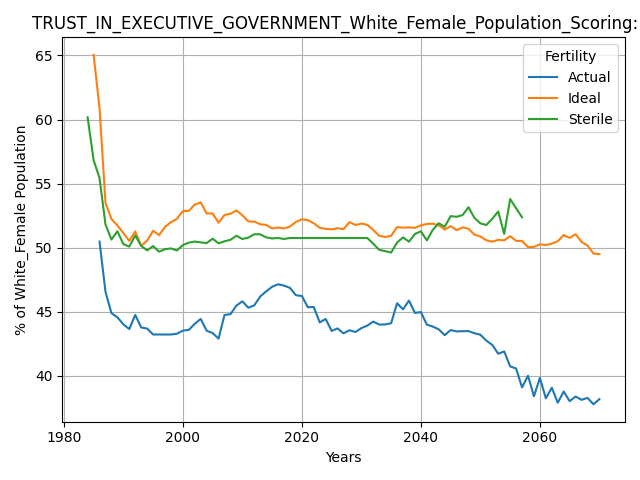 TRUST_IN_EXECUTIVE_GOVERNMENT_White_Female_Population_Scoring:
Fertility
Actual
Ideal
Sterile
% of White_Female Population
65
60
55
50
45
40
1980 2000 2020 2040 2060
Years